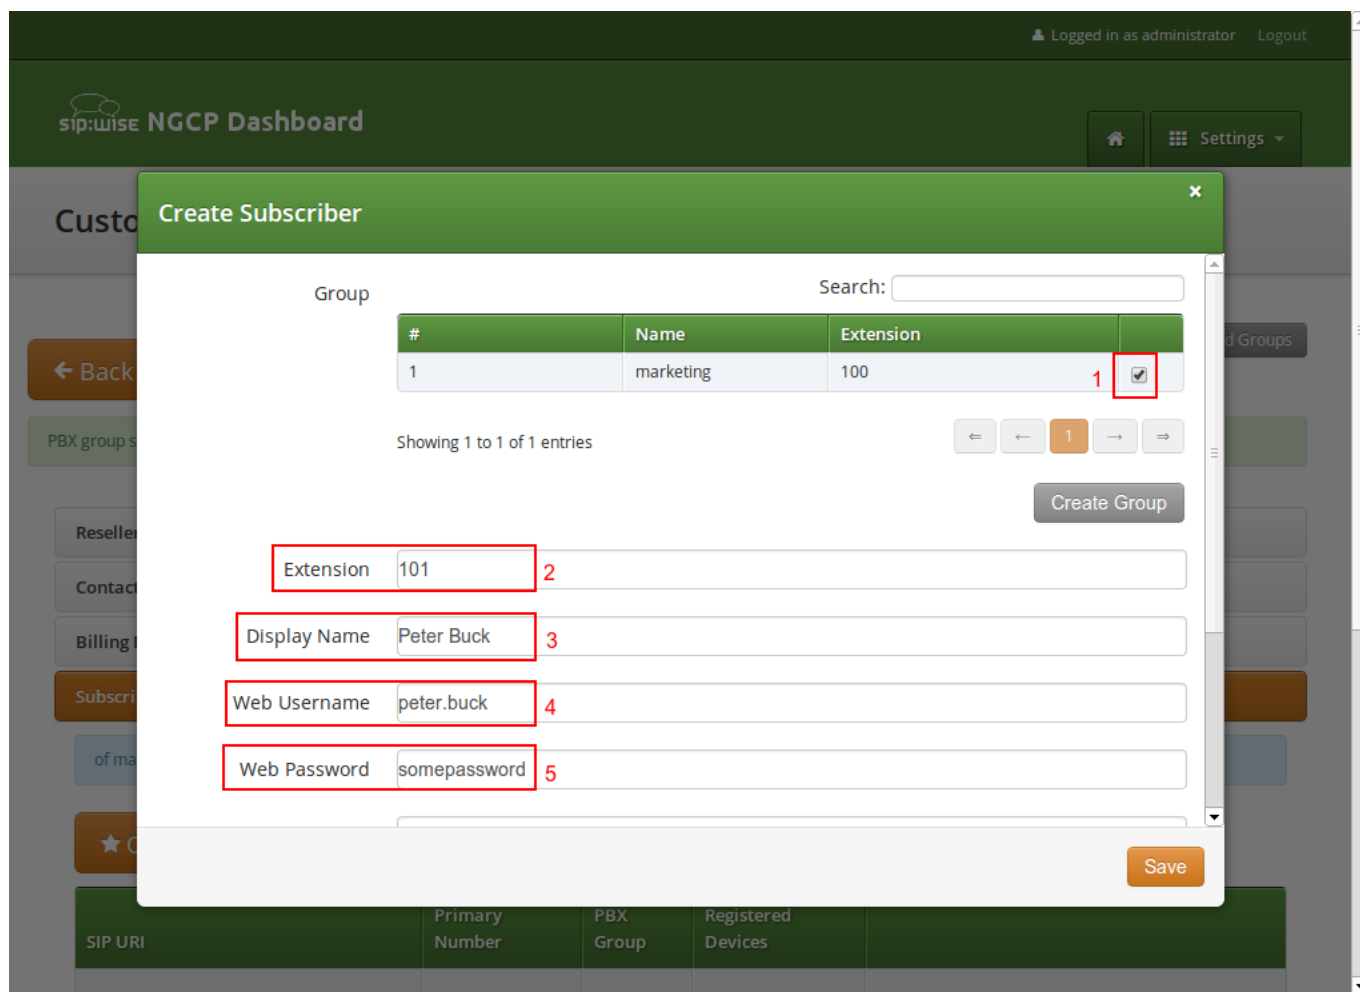 Logged in as administrator Logout
sip:wise NGCP Dashboard
Settings
Custo
Create Subscriber ×
Group Search:
# Name Extension
d Groups
Back
1 marketing 100 1
PBX group s
Showing 1 to 1 of 1 entries ⇐ ← 1 → ⇒
Create Group
Reseller
Extension 101 2
Contact
Display Name Peter Buck 3
Billing
Subscri
Web Username peter.buck 4
of ma
Web Password somepassword 5
C
Save
SIP URI Primary Number PBX Group Registered Devices